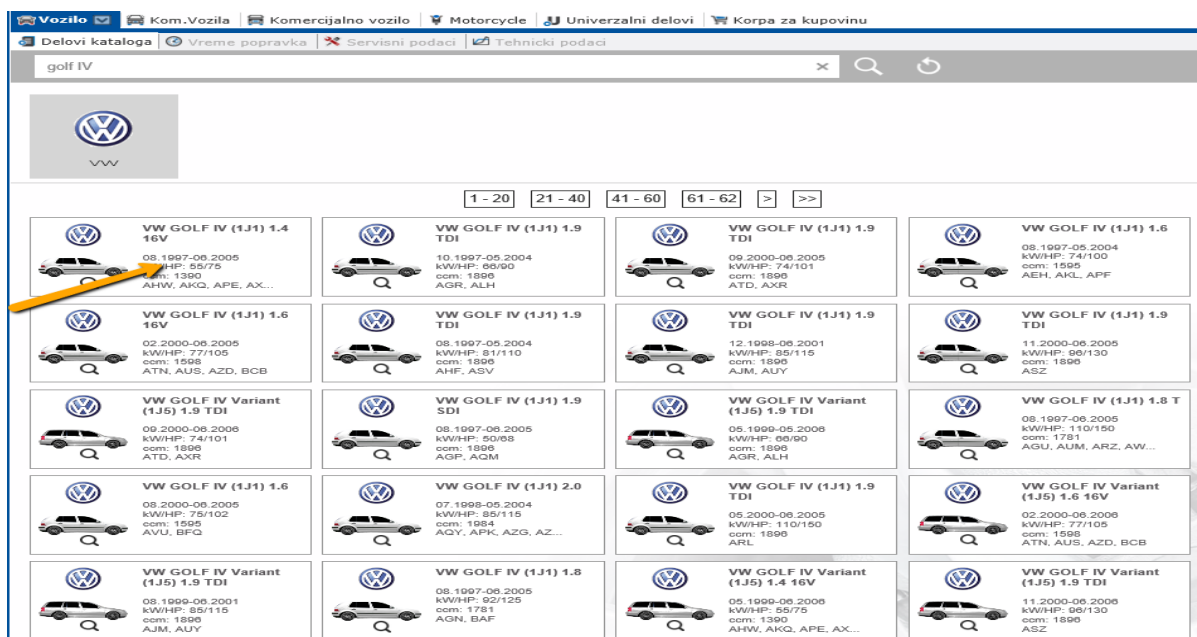 Vozilo Kom.Vozila Komercijalno vozilo Motorcycle Univerzalni delovi Korpa za kupovinu
Delovi kataloga Vreme popravka Servisni podaci Tehnicki podaci
golf IV
VW
1 - 20 21 - 40 41 - 60 61 - 62 > >>
VW GOLF IV (1J1) 1.4
16V
08.1997-06.2005
/HP: 55/75
ccm: 1390
AHW, AKQ, APE, AX...
VW GOLF IV (1J1) 1.9
TDI
10.1997-05.2004
kW/HP: 66/90
ccm: 1896
AGR, ALH
VW GOLF IV (1J1) 1.9
TDI
09.2000-06.2005
kW/HP: 74/101
ccm: 1896
ATD, AXR
VW GOLF IV (1J1) 1.6
08.1997-05.2004
kW/HP: 74/100
ccm: 1595
AEH, AKL, APF
VW GOLF IV (1J1) 1.6
16V
02.2000-06.2005
kW/HP: 77/105
ccm: 1598
ATN, AUS, AZD, BCB
VW GOLF IV (1J1) 1.9
TDI
08.1997-05.2004
kW/HP: 81/110
ccm: 1896
AHF, ASV
VW GOLF IV (1J1) 1.9
TDI
12.1998-06.2001
kW/HP: 85/115
ccm: 1896
AJM, AUY
VW GOLF IV (1J1) 1.9
TDI
11.2000-06.2005
kW/HP: 96/130
ccm: 1896
ASZ
VW GOLF IV Variant
(1J5) 1.9 TDI
09.2000-06.2006
kW/HP: 74/101
ccm: 1896
ATD, AXR
VW GOLF IV (1J1) 1.9
SDI
08.1997-06.2005
kW/HP: 50/68
ccm: 1896
AGP, AQM
VW GOLF IV Variant
(1J5) 1.9 TDI
05.1999-05.2006
kW/HP: 66/90
ccm: 1896
AGR, ALH
VW GOLF IV (1J1) 1.8 T
08.1997-06.2005
kW/HP: 110/150
ccm: 1781
AGU, AUM, ARZ, AW...
VW GOLF IV (1J1) 1.6
08.2000-06.2005
kW/HP: 75/102
ccm: 1595
AVU, BFQ
VW GOLF IV (1J1) 2.0
07.1998-05.2004
kW/HP: 85/115
ccm: 1984
AQY, APK, AZG, AZ...
VW GOLF IV (1J1) 1.9
TDI
05.2000-06.2005
kW/HP: 110/150
ccm: 1896
ARL
VW GOLF IV Variant
(1J5) 1.6 16V
02.2000-06.2006
kW/HP: 77/105
ccm: 1598
ATN, AUS, AZD, BCB
VW GOLF IV Variant
(1J5) 1.9 TDI
08.1999-06.2001
kW/HP: 85/115
ccm: 1896
AJM, AUY
VW GOLF IV (1J1) 1.8
08.1997-06.2005
kW/HP: 92/125
ccm: 1781
AGN, BAF
VW GOLF IV Variant
(1J5) 1.4 16V
05.1999-06.2006
kW/HP: 55/75
ccm: 1390
AHW, AKQ, APE, AX...
VW GOLF IV Variant
(1J5) 1.9 TDI
11.2000-06.2006
kW/HP: 96/130
ccm: 1896
ASZ